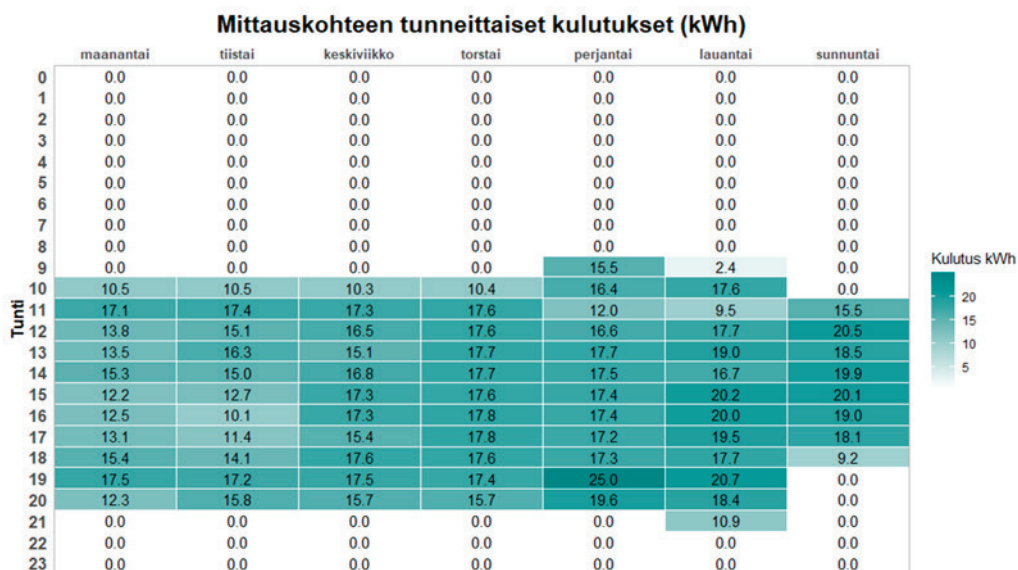 Mittauskohteen tunneittaiset kulutukset (kWh)
maanantai tiistai keskiviikko torstai perjantai lauantai sunnuntai
0 0.0 0.0 0.0 0.0 0.0 0.0 0.0
1 0.0 0.0 0.0 0.0 0.0 0.0 0.0
2 0.0 0.0 0.0 0.0 0.0 0.0 0.0
3 0.0 0.0 0.0 0.0 0.0 0.0 0.0
4 0.0 0.0 0.0 0.0 0.0 0.0 0.0
5 0.0 0.0 0.0 0.0 0.0 0.0 0.0
6 0.0 0.0 0.0 0.0 0.0 0.0 0.0
7 0.0 0.0 0.0 0.0 0.0 0.0 0.0
8 0.0 0.0 0.0 0.0 0.0 0.0 0.0
9 0.0 0.0 0.0 0.0 15.5 2.4 0.0
10 10.5 10.5 10.3 10.4 16.4 17.6 0.0
11 17.1 17.4 17.3 17.6 12.0 9.5 15.5
12 13.8 15.1 16.5 17.6 16.6 17.7 20.5
13 13.5 16.3 15.1 17.7 17.7 19.0 18.5
14 15.3 15.0 16.8 17.7 17.5 16.7 19.9
15 12.2 12.7 17.3 17.6 17.4 20.2 20.1
16 12.5 10.1 17.3 17.8 17.4 20.0 19.0
17 13.1 11.4 15.4 17.8 17.2 19.5 18.1
18 15.4 14.1 17.6 17.6 17.3 17.7 9.2
19 17.5 17.2 17.5 17.4 25.0 20.7 0.0
20 12.3 15.8 15.7 15.7 19.6 18.4 0.0
21 0.0 0.0 0.0 0.0 0.0 10.9 0.0
22 0.0 0.0 0.0 0.0 0.0 0.0 0.0
23 0.0 0.0 0.0 0.0 0.0 0.0 0.0
Tunti
Kulutus kWh
20
15
10
5